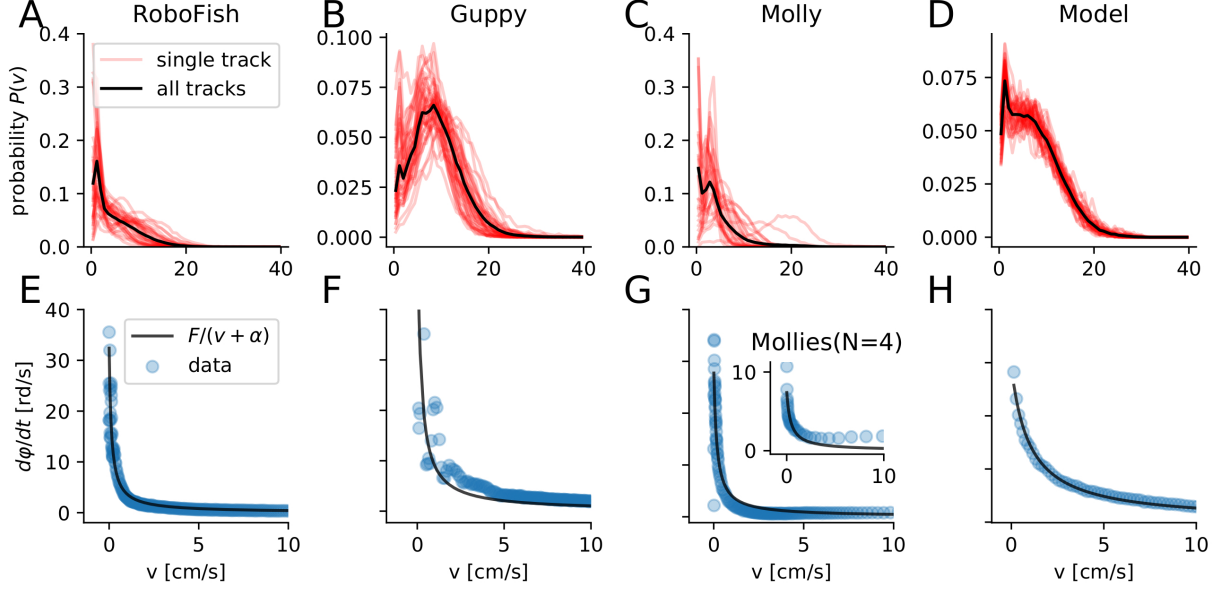 A RoboFish
B Guppy
C Molly
D Model
probability P(v)
0.4
0.3
0.2
0.1
0.0
single track
all tracks
0 20 40
0.100
0.075
0.050
0.025
0.000
0 20 40
0.4
0.3
0.2
0.1
0.0
0 20 40
0.075
0.050
0.025
0.000
0 20 40
E
F
G
H
dφ/dt [rd/s]
40
30
20
10
0
F/(v + α)
data
0 5 10
v [cm/s]
0 5 10
v [cm/s]
Mollies(N=4)
10
0
0 10
0 5 10
v [cm/s]
0 5 10
v [cm/s]